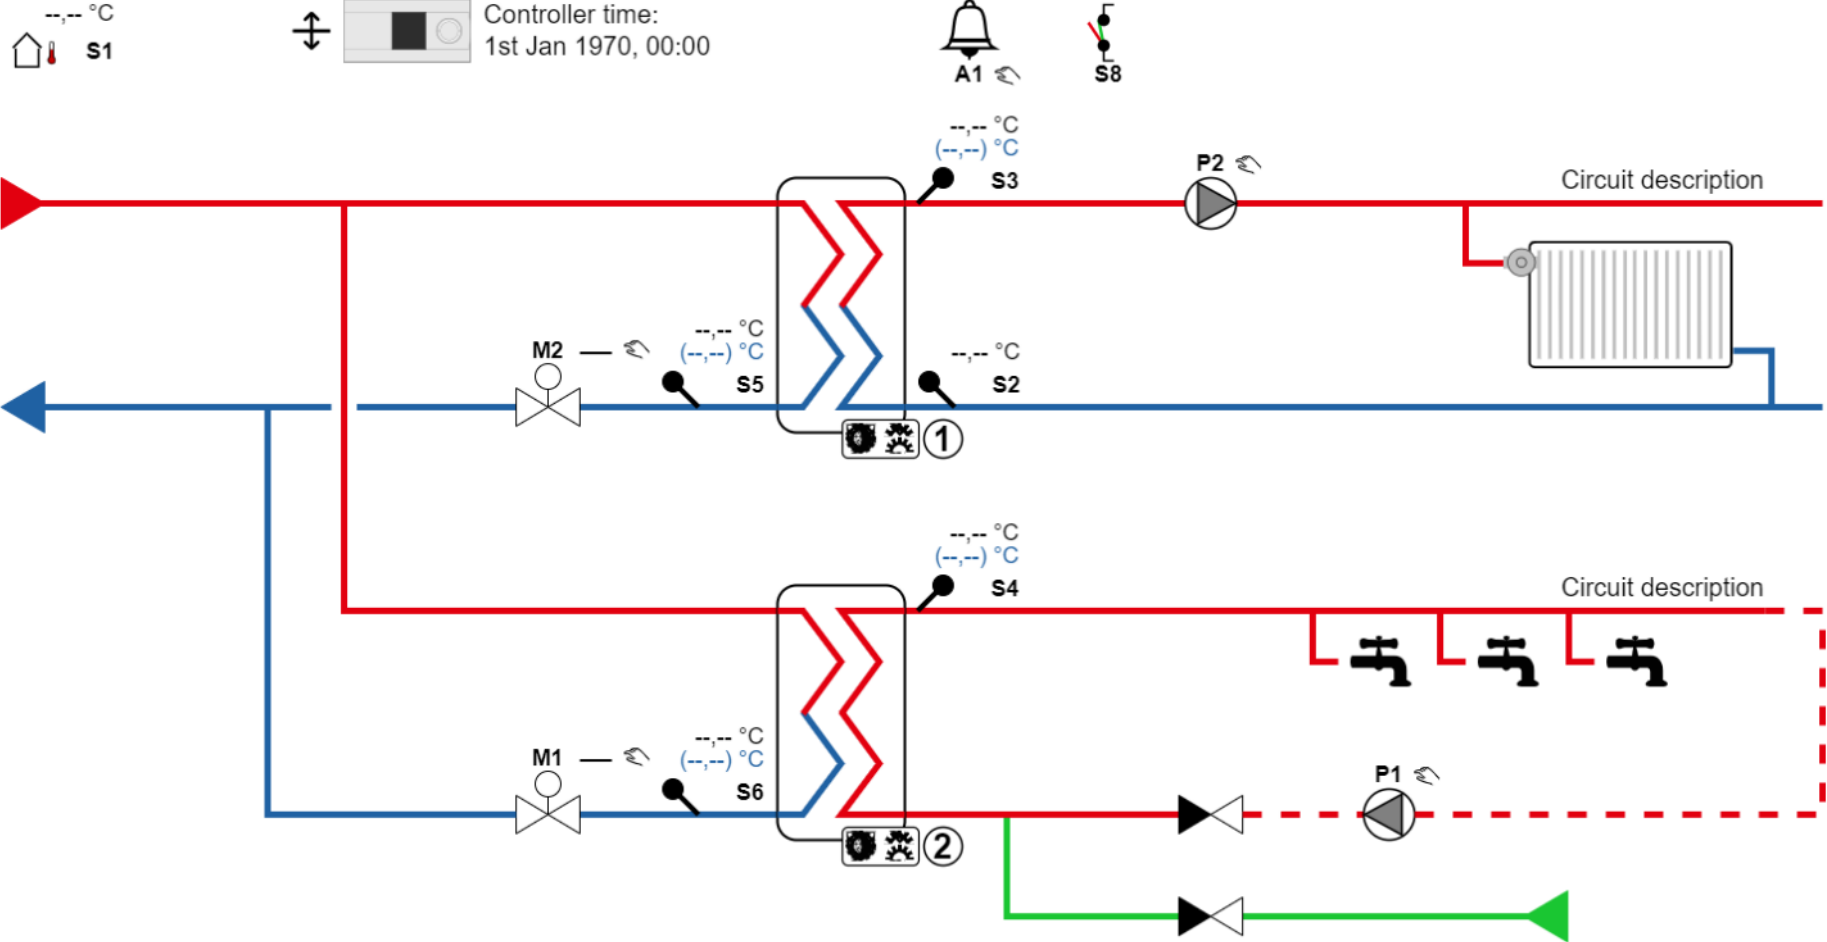 --,-- °C
S1
Controller time:
1st Jan 1970, 00:00
A1
S8
--,-- °C
(--,--) °C
S3
P2
Circuit description
M2
--,-- °C
(--,--) °C
S5
--,-- °C
S2
1
--,-- °C
(--,--) °C
S4
Circuit description
M1
--,-- °C
(--,--) °C
S6
P1
2